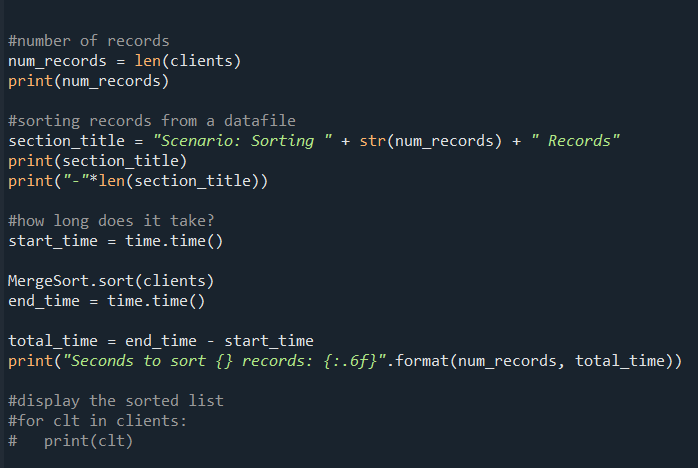 #number of records
num_records = len(clients)
print(num_records)
#sorting records from a datafile
section_title = "Scenario: Sorting " + str(num_records) + " Records"
print(section_title)
print("-"*len(section_title))
#how long does it take?
start_time = time.time()
MergeSort.sort(clients)
end_time = time.time()
total_time = end_time - start_time
print("Seconds to sort {} records: {:.6f}".format(num_records, total_time))
#display the sorted list
#for clt in clients:
#   print(clt)